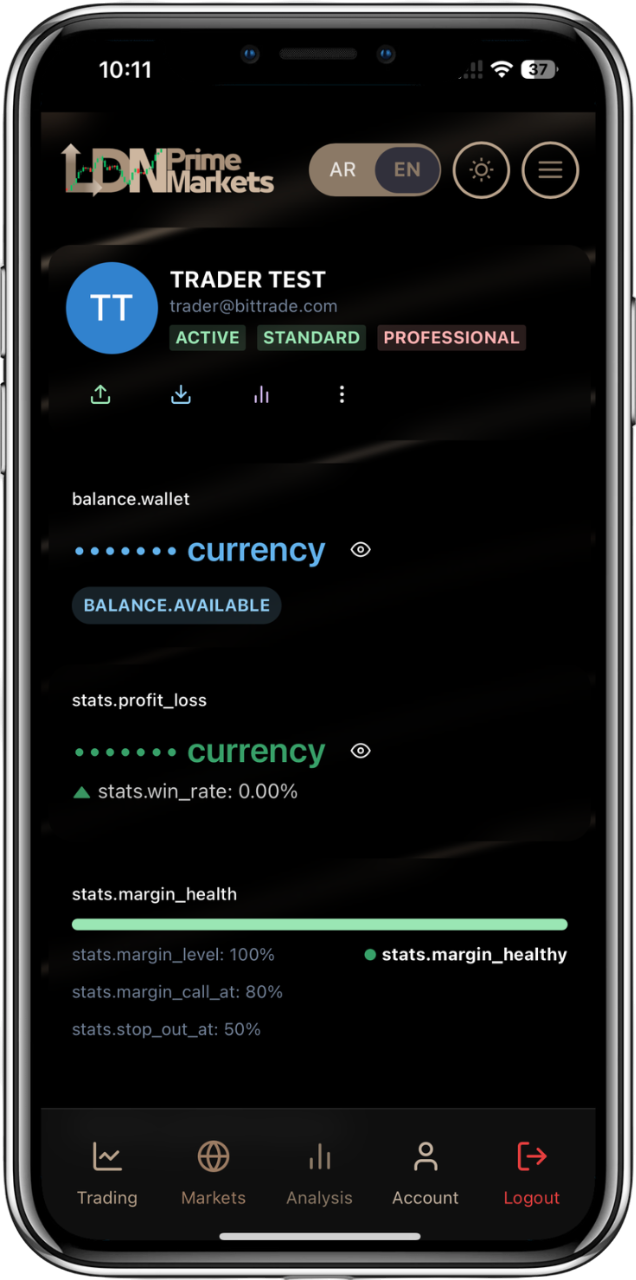 10:11
37
LDN Prime Markets
AR EN
TT
TRADER TEST
trader@bittrade.com
ACTIVE STANDARD PROFESSIONAL
balance.wallet
••••••• currency
BALANCE.AVAILABLE
stats.profit_loss
••••••• currency
stats.win_rate: 0.00%
stats.margin_health
stats.margin_level: 100%
stats.margin_healthy
stats.margin_call_at: 80%
stats.stop_out_at: 50%
Trading Markets Analysis Account Logout